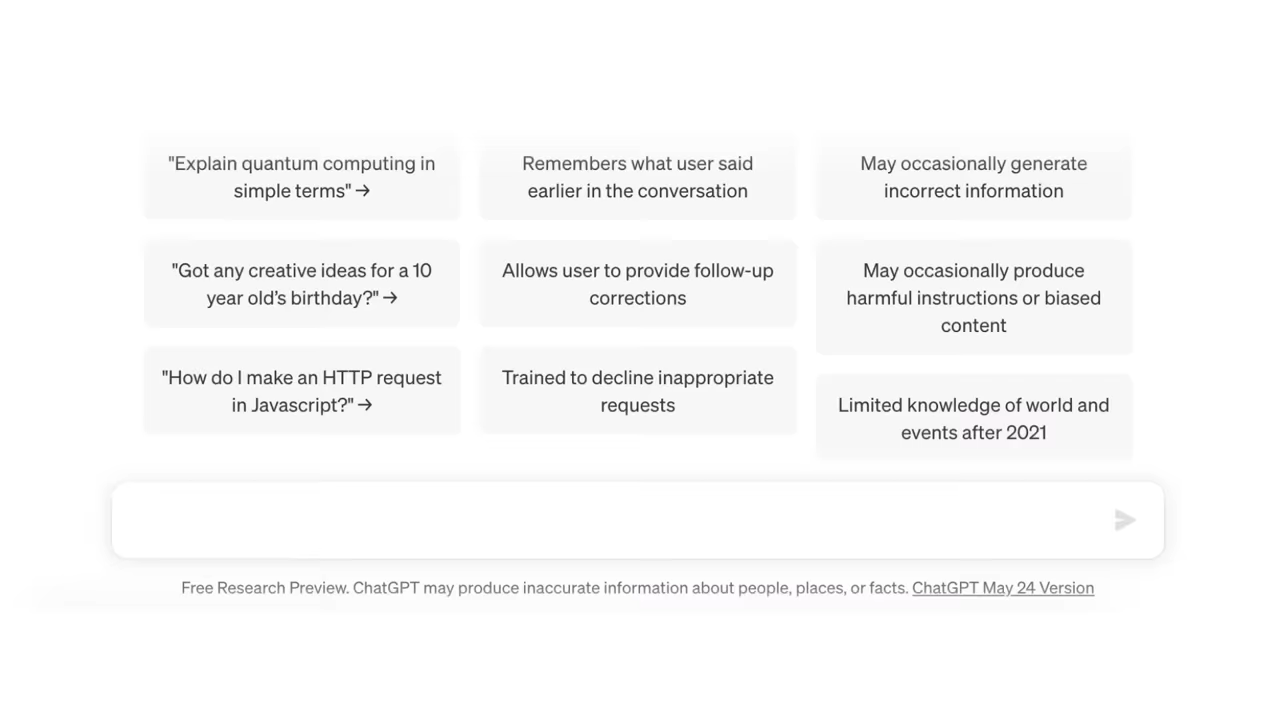 "Explain quantum computing in
simple terms" →
"Got any creative ideas for a 10
year old’s birthday?" →
"How do I make an HTTP request
in Javascript?" →
Remembers what user said
earlier in the conversation
Allows user to provide follow-up
corrections
Trained to decline inappropriate
requests
May occasionally generate
incorrect information
May occasionally produce
harmful instructions or biased
content
Limited knowledge of world and
events after 2021
Free Research Preview. ChatGPT may produce inaccurate information about people, places, or facts. ChatGPT May 24 Version